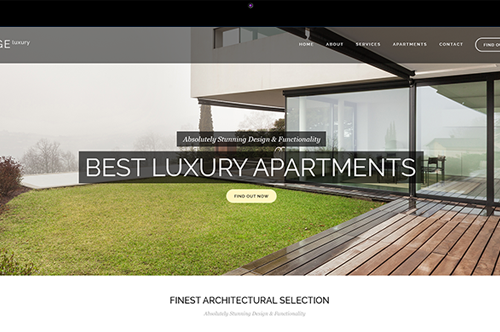 GE luxury
HOME ABOUT SERVICES APARTMENTS CONTACT FIND OU
Absolutely Stunning Design & Functionality
BEST LUXURY APARTMENTS
FIND OUT NOW
FINEST ARCHITECTURAL SELECTION
Absolutely Stunning Design & Functionality